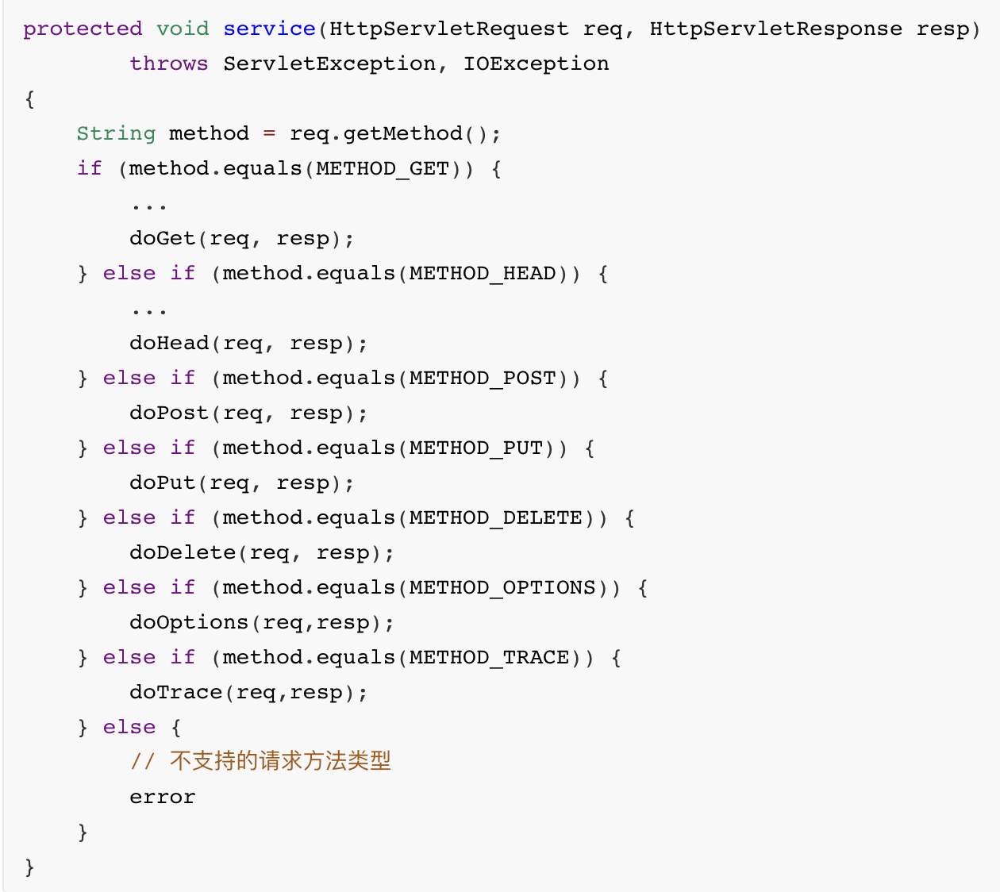 protected void service(HttpServletRequest req, HttpServletResponse resp)
        throws ServletException, IOException
{
    String method = req.getMethod();
    if (method.equals(METHOD_GET)) {
        ...
        doGet(req, resp);
    } else if (method.equals(METHOD_HEAD)) {
        ...
        doHead(req, resp);
    } else if (method.equals(METHOD_POST)) {
        doPost(req, resp);
    } else if (method.equals(METHOD_PUT)) {
        doPut(req, resp);
    } else if (method.equals(METHOD_DELETE)) {
        doDelete(req, resp);
    } else if (method.equals(METHOD_OPTIONS)) {
        doOptions(req,resp);
    } else if (method.equals(METHOD_TRACE)) {
        doTrace(req,resp);
    } else {
        // 不支持的请求方法类型
        error
    }
}